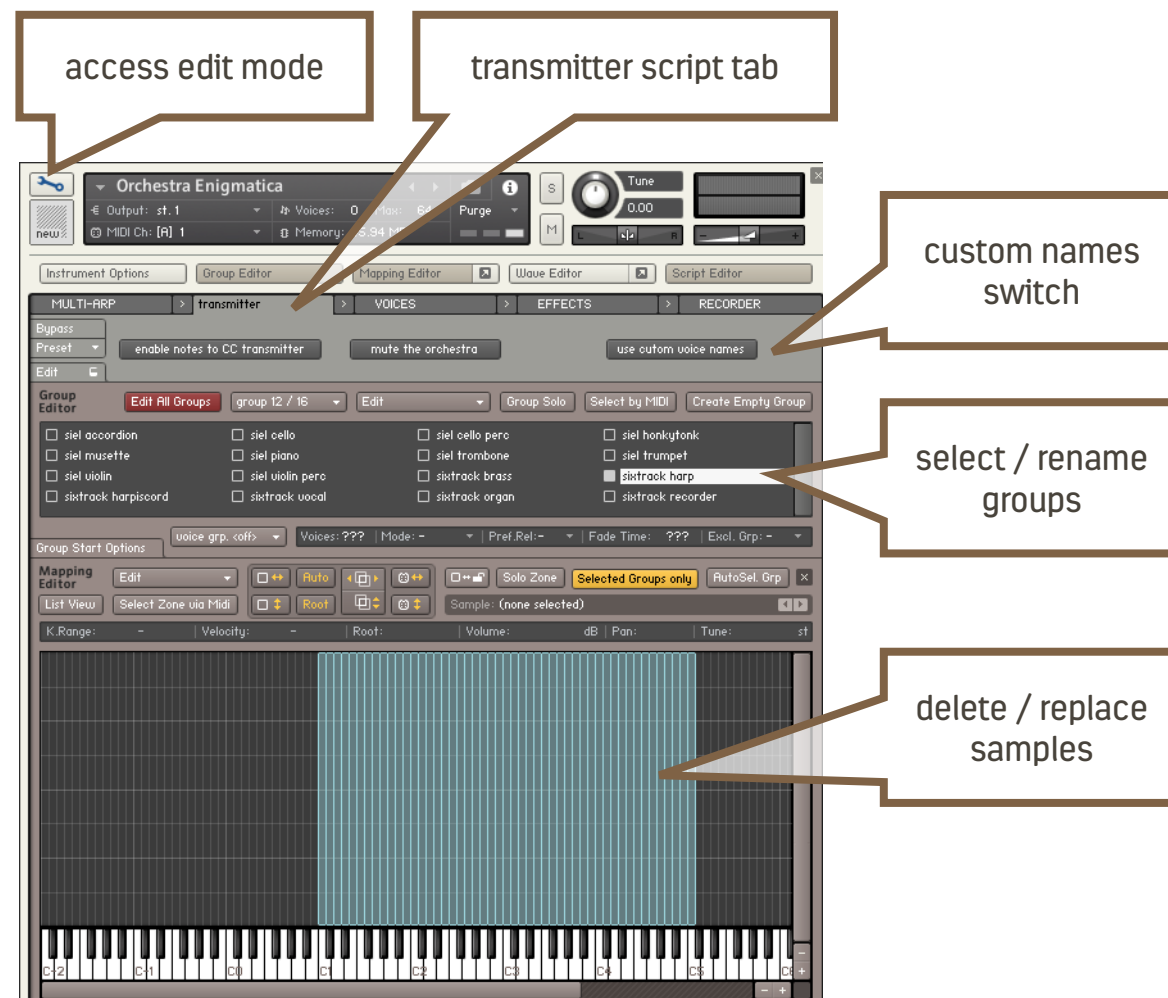 access edit mode
transmitter script tab
Orchestra Enigmatica
S
Tune
Output: st.1
Voices: 0
Max: 64
Purge
0.00
new
MIDI Ch: [A] 1
Memory:
M
L
R
-
+
Instrument Options
Group Editor
Mapping Editor
Wave Editor
Script Editor
custom names
switch
MULTI-ARP > transmitter > VOICES > EFFECTS > RECORDER
Bypass
Preset
enable notes to CC transmitter
mute the orchestra
use cutom voice names
Edit
Group
Editor
Edit All Groups
group 12 / 16
Edit
Group Solo
Select by MIDI
Create Empty Group
siel accordion
siel cello
siel cello perc
siel honkytonk
siel musette
siel piano
siel trombone
siel trumpet
siel violin
siel violin perc
sixtrack brass
sixtrack harp
sixtrack harpiscord
sixtrack vocal
sixtrack organ
sixtrack recorder
select / rename
groups
Group Start Options
voice grp. <off>
Voices: ??? | Mode: - | Pref.Rel:- | Fade Time: ??? | Excl. Grp: -
Mapping
Editor
Edit
Auto
Solo Zone
Selected Groups only
AutoSel. Grp
List View
Select Zone via Midi
Root
Sample: (none selected)
K.Range: - | Velocity: - | Root: | Volume: dB | Pan: | Tune: st
delete / replace
samples
C-2
C-1
C0
C1
C2
C3
C4
C5
C6
-
+
- +